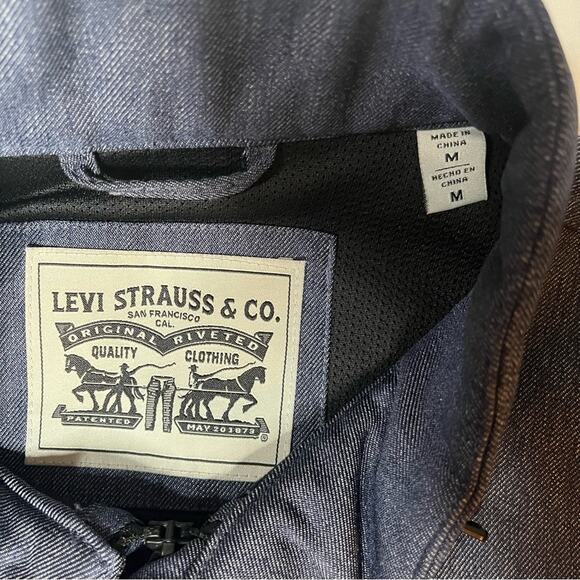 MADE IN
CHINA
M
HECHO EN
CHINA
M
LEVI STRAUSS & CO.
SAN FRANCISCO
CAL.
ORIGINAL RIVETED
QUALITY CLOTHING
PATENTED MAY 20 1873
®